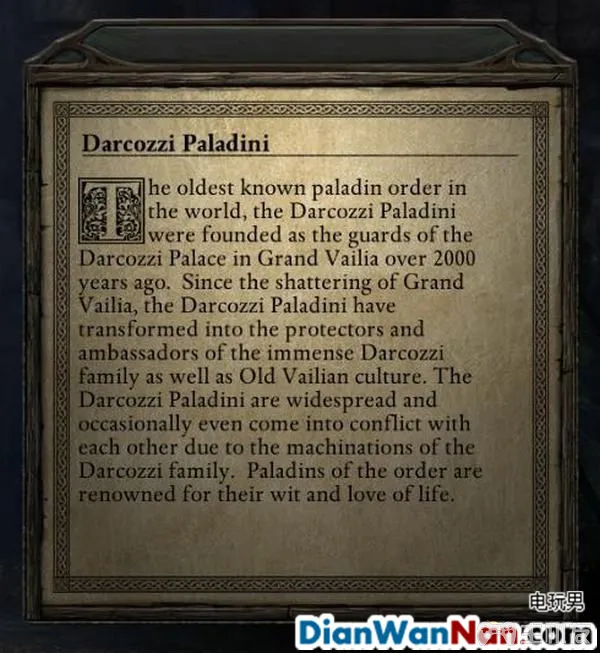 Darcozzi Paladini
The oldest known paladin order in
the world, the Darcozzi Paladini
were founded as the guards of the
Darcozzi Palace in Grand Vailia over 2000
years ago. Since the shattering of Grand
Vailia, the Darcozzi Paladini have
transformed into the protectors and
ambassadors of the immense Darcozzi
family as well as Old Vailian culture. The
Darcozzi Paladini are widespread and
occasionally even come into conflict with
each other due to the machinations of the
Darcozzi family. Paladins of the order are
renowned for their wit and love of life.
电玩男
DianWanNan.com